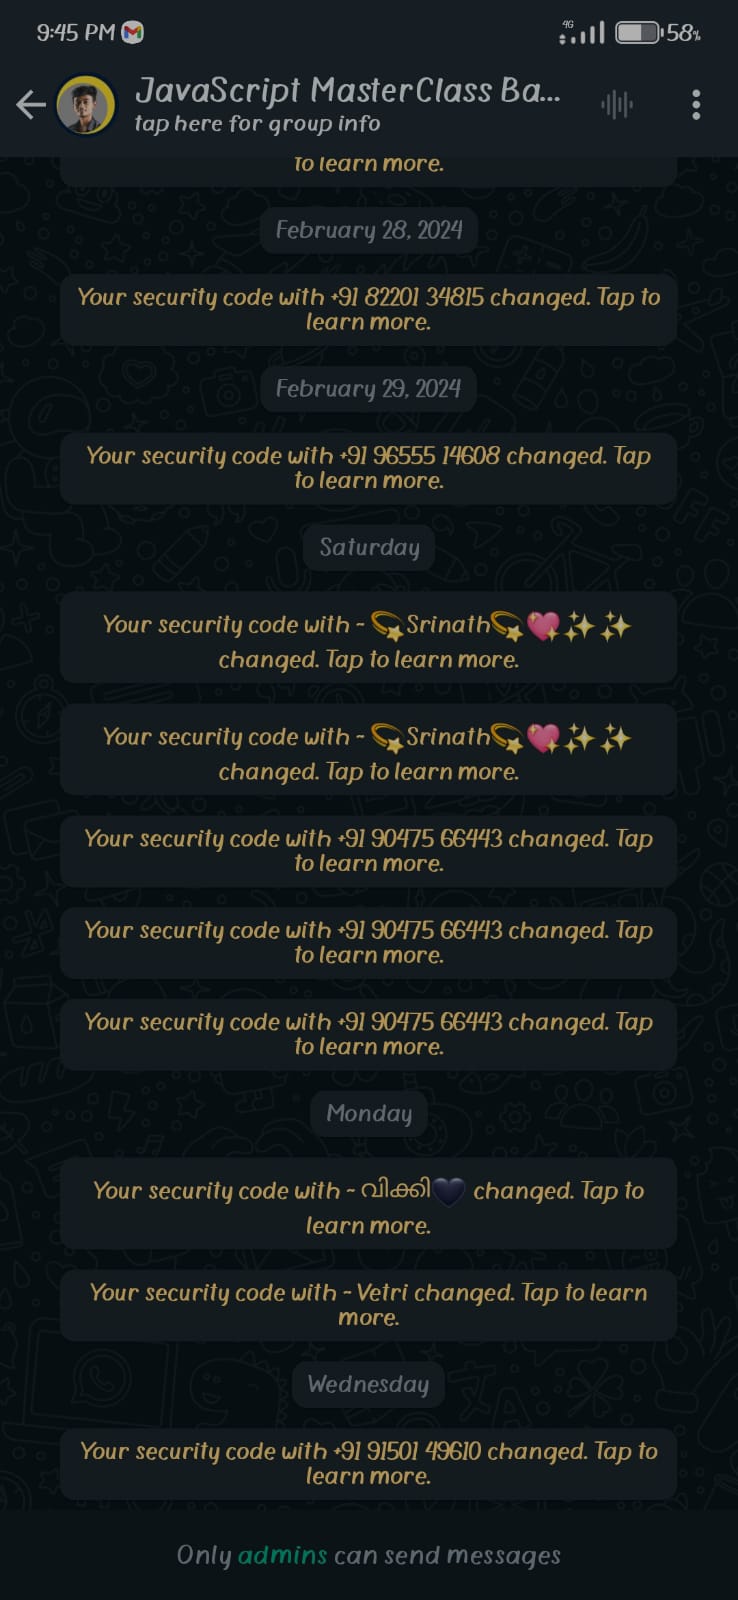 9:45 PM
4G
58%
JavaScript MasterClass Ba...
tap here for group info
to learn more.
February 28, 2024
Your security code with +91 82201 34815 changed. Tap to
learn more.
February 29, 2024
Your security code with +91 96555 14608 changed. Tap
to learn more.
Saturday
Your security code with ~ 💫Srinath💫💖✨✨
changed. Tap to learn more.
Your security code with ~ 💫Srinath💫💖✨✨
changed. Tap to learn more.
Your security code with +91 90475 66443 changed. Tap
to learn more.
Your security code with +91 90475 66443 changed. Tap
to learn more.
Your security code with +91 90475 66443 changed. Tap
to learn more.
Monday
Your security code with ~ വിക്കി🖤 changed. Tap to
learn more.
Your security code with ~ Vetri changed. Tap to learn
more.
Wednesday
Your security code with +91 91501 49610 changed. Tap to
learn more.
Only admins can send messages